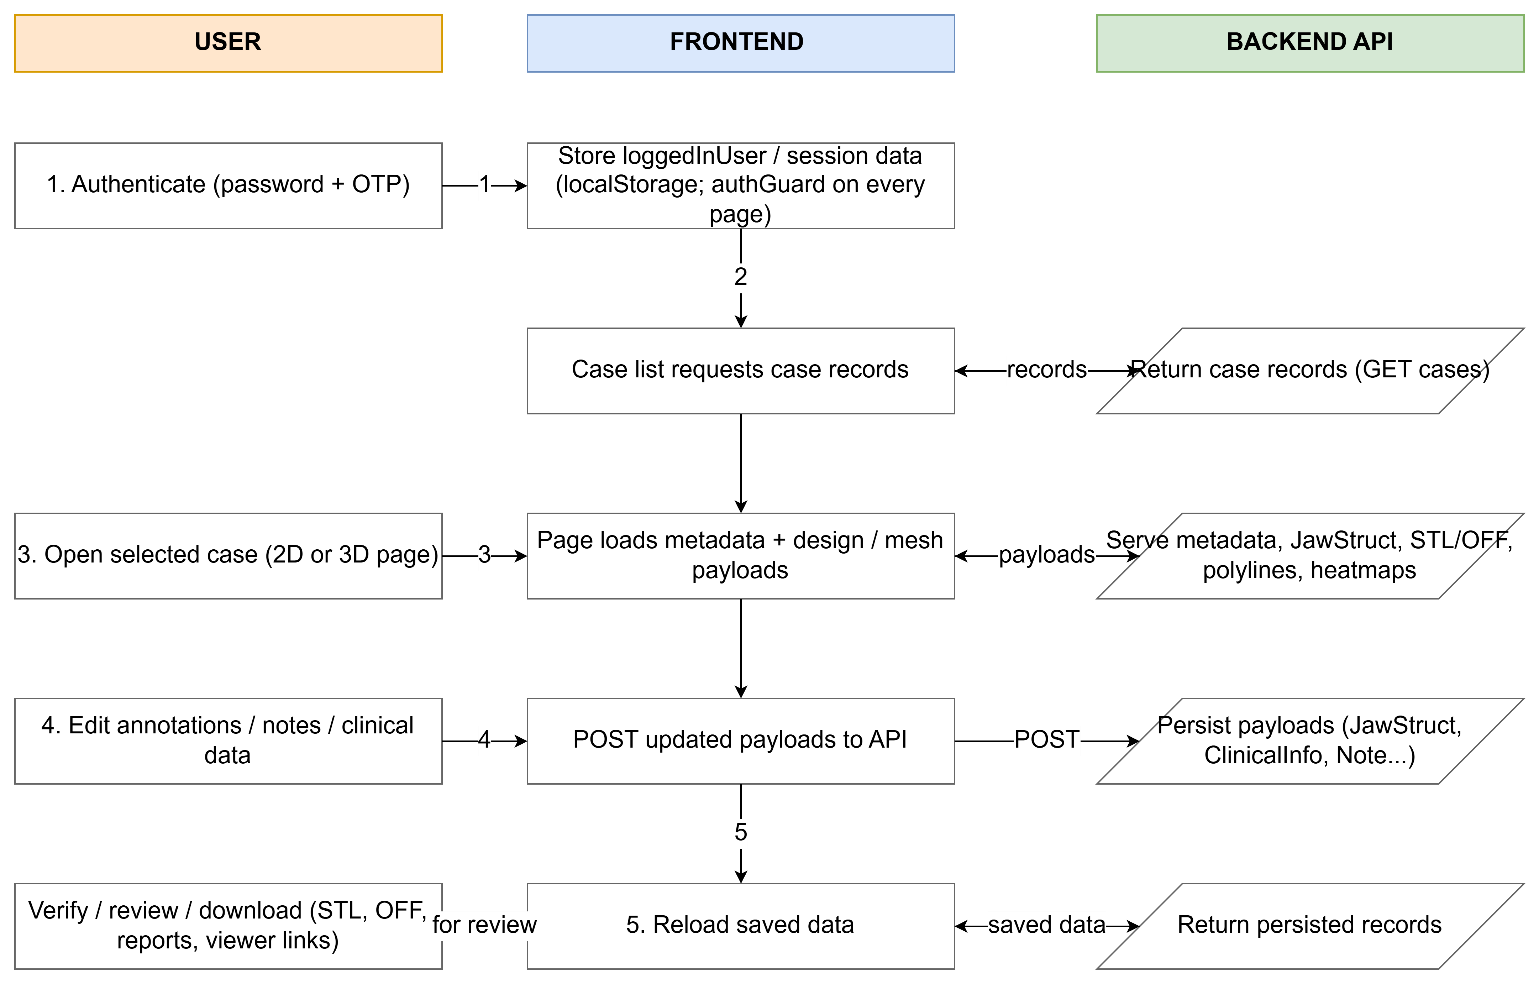 USER
FRONTEND
BACKEND API
1. Authenticate (password + OTP)
1
Store loggedInUser / session data
(localStorage; authGuard on every
page)
2
Case list requests case records
records
Return case records (GET cases)
3. Open selected case (2D or 3D page)
3
Page loads metadata + design / mesh
payloads
payloads
Serve metadata, JawStruct, STL/OFF,
polylines, heatmaps
4. Edit annotations / notes / clinical
data
4
POST updated payloads to API
POST
Persist payloads (JawStruct,
ClinicalInfo, Note...)
5
Verify / review / download (STL, OFF,
reports, viewer links)
for review
5. Reload saved data
saved data
Return persisted records